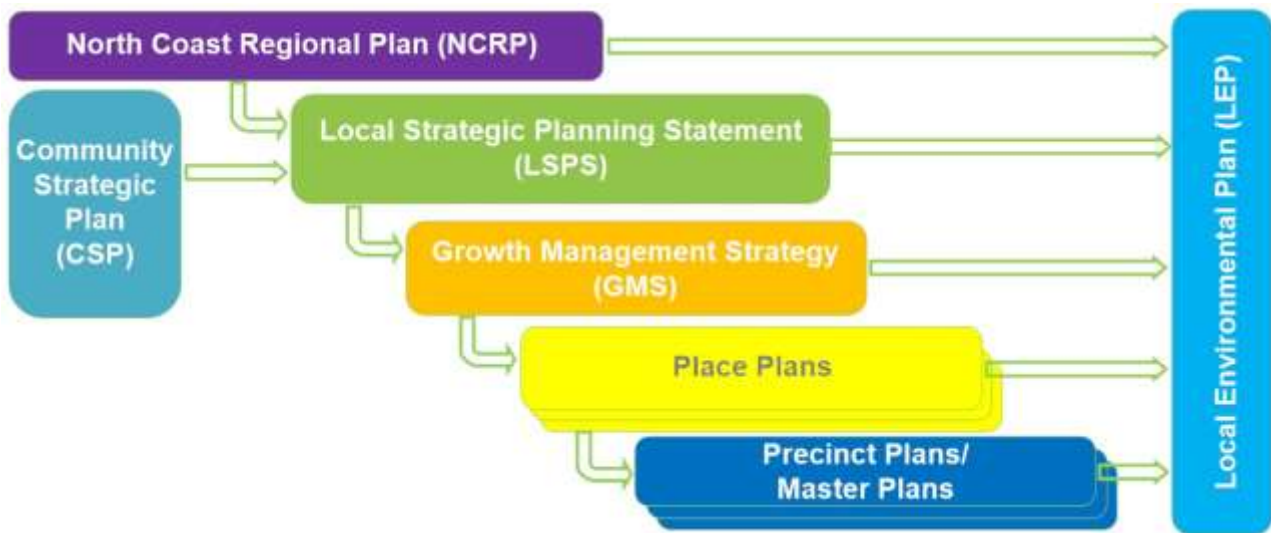 North Coast Regional Plan (NCRP)
Community
Strategic
Plan
(CSP)
Local Strategic Planning Statement
(LSPS)
Growth Management Strategy
(GMS)
Place Plans
Precinct Plans/
Master Plans
Local Environmental Plan (LEP)